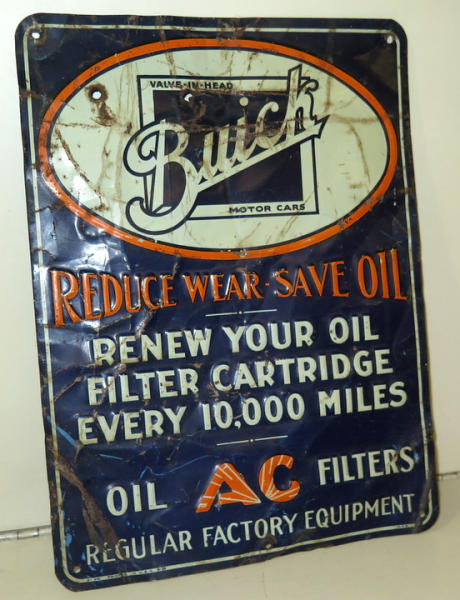 VALVE-IN-HEAD
Buick
MOTOR CARS
REDUCE WEAR-SAVE OIL
RENEW YOUR OIL
FILTER CARTRIDGE
EVERY 10,000 MILES
OIL AC FILTERS
REGULAR FACTORY EQUIPMENT